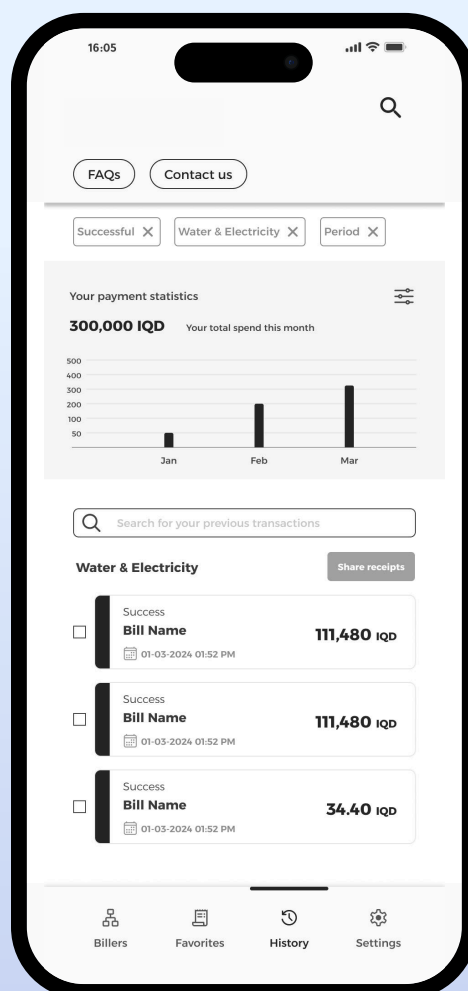 16:05
FAQs Contact us
Successful Water & Electricity Period
Your payment statistics
300,000 IQD Your total spend this month
500
400
300
200
100
50
Jan Feb Mar
Search for your previous transactions
Water & Electricity Share receipts
Success
Bill Name 111,480 IQD
01-03-2024 01:52 PM
Success
Bill Name 111,480 IQD
01-03-2024 01:52 PM
Success
Bill Name 34.40 IQD
01-03-2024 01:52 PM
Billers Favorites History Settings